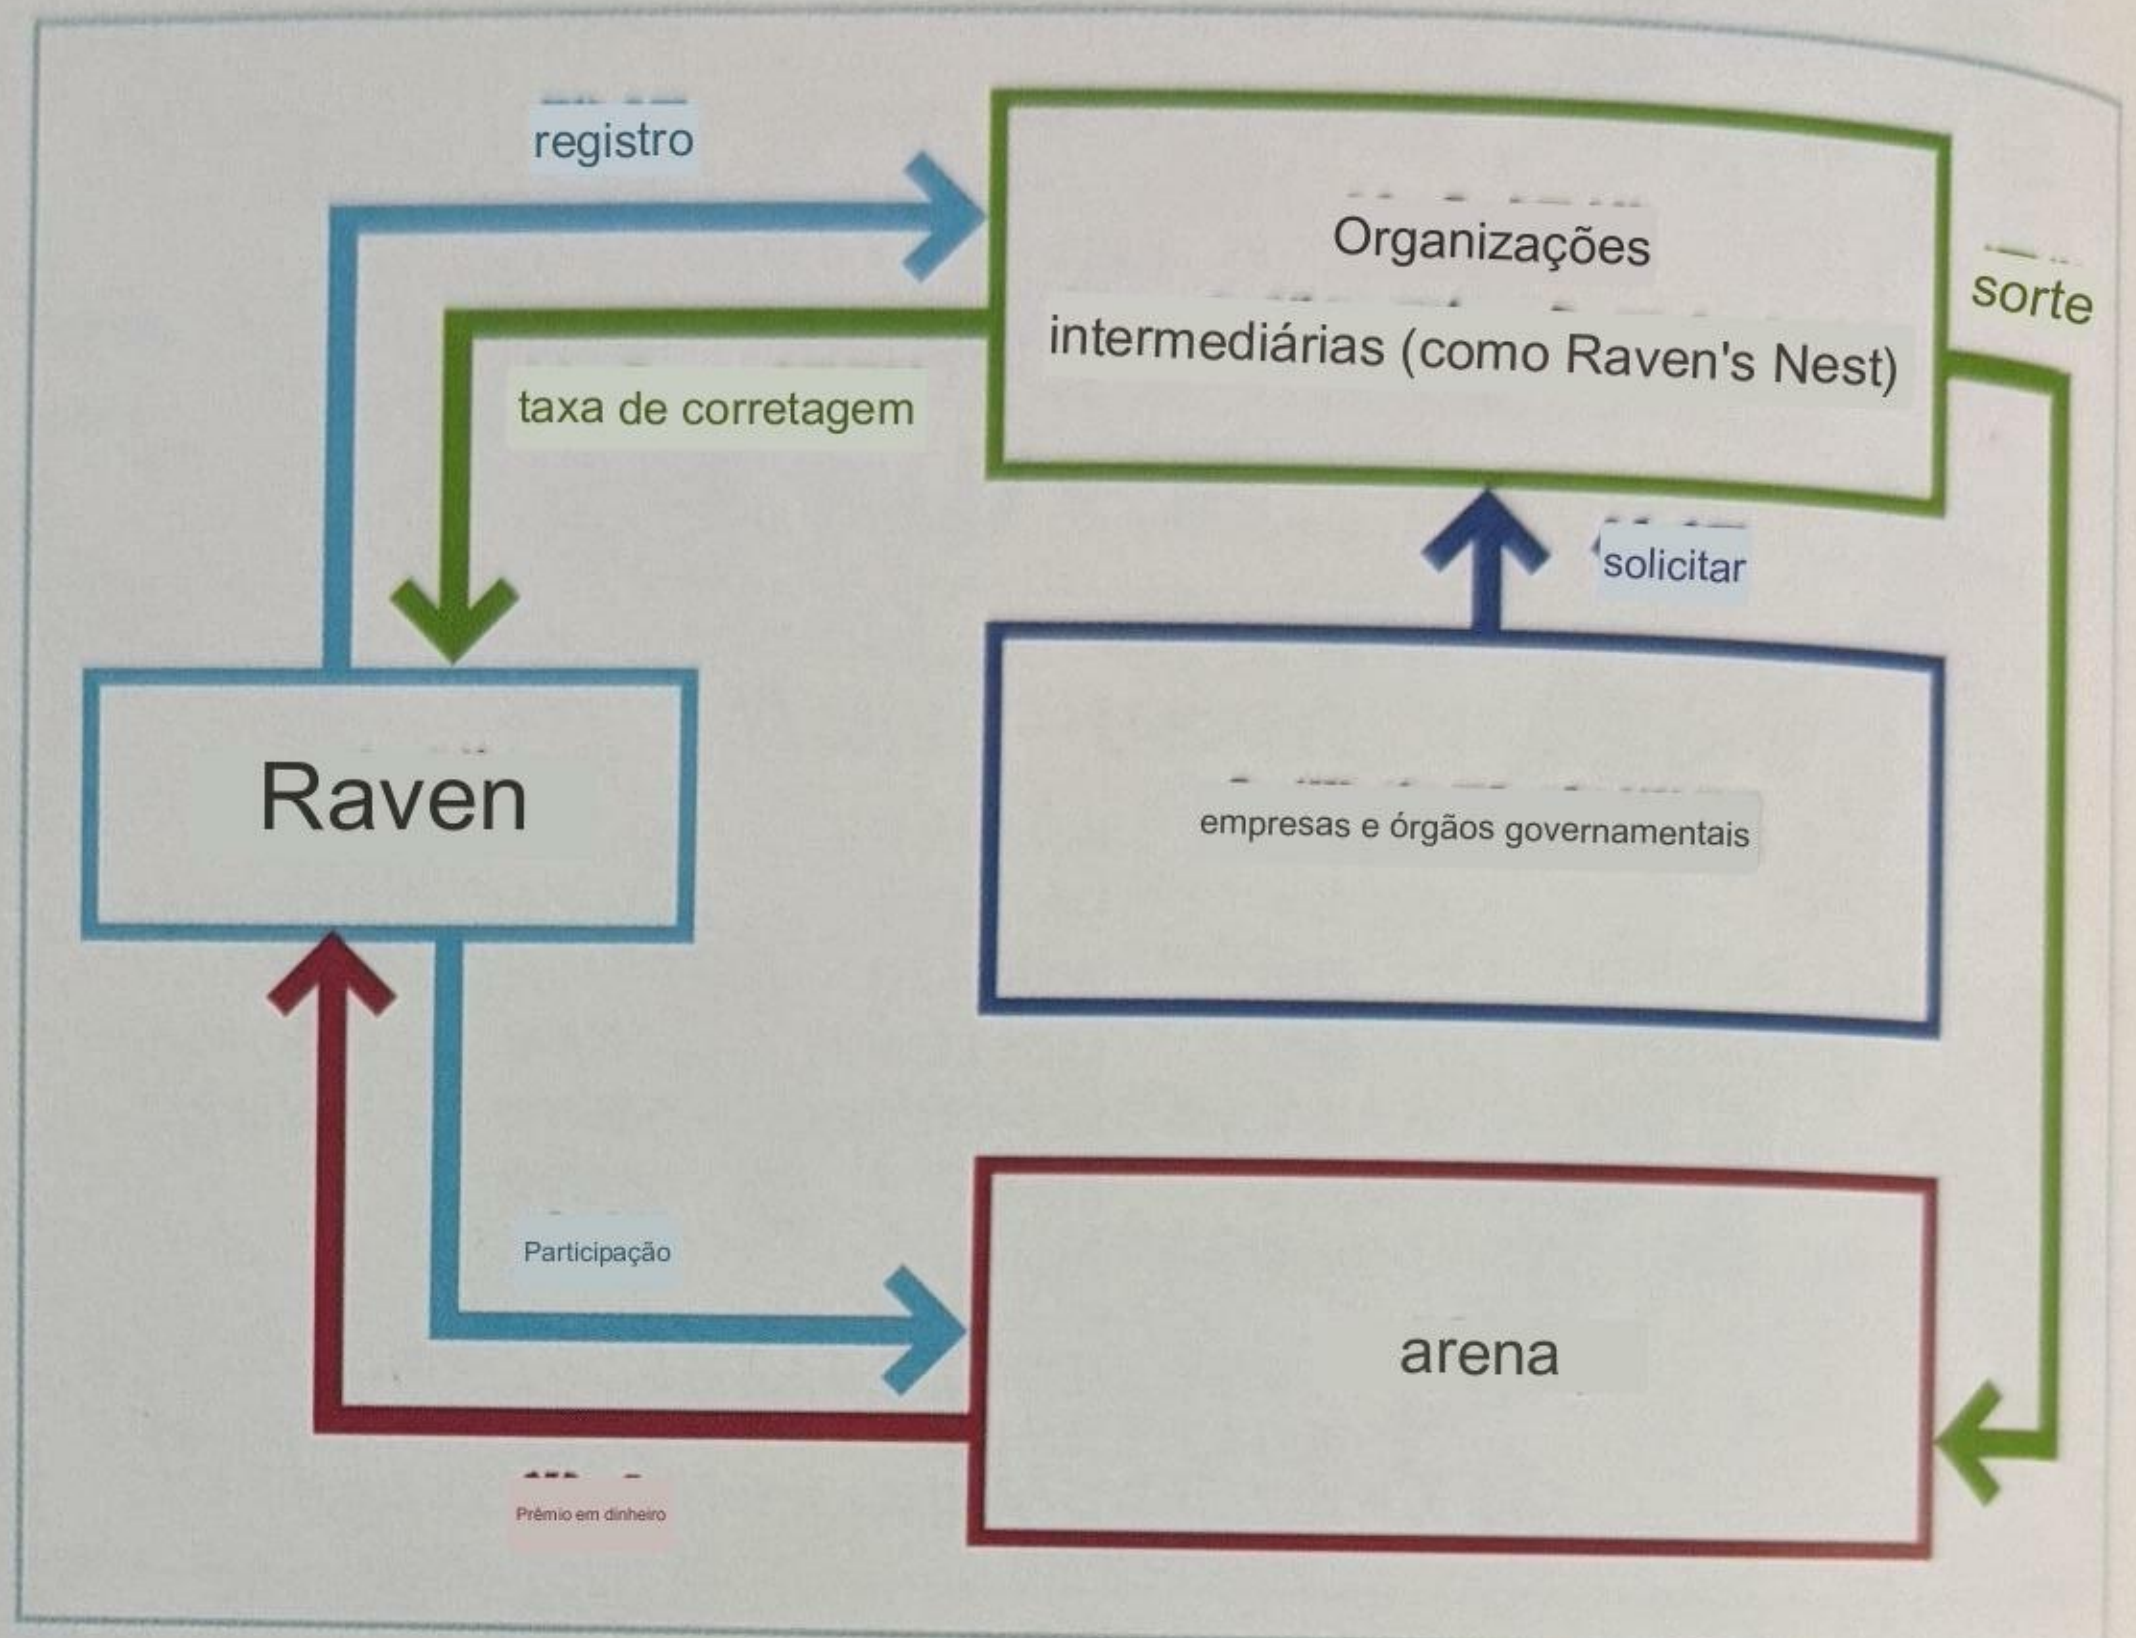 registro
Organizações
intermediárias (como Raven's Nest)
sorte
taxa de corretagem
solicitar
Raven
empresas e órgãos governamentais
Participação
arena
Prêmio em dinheiro